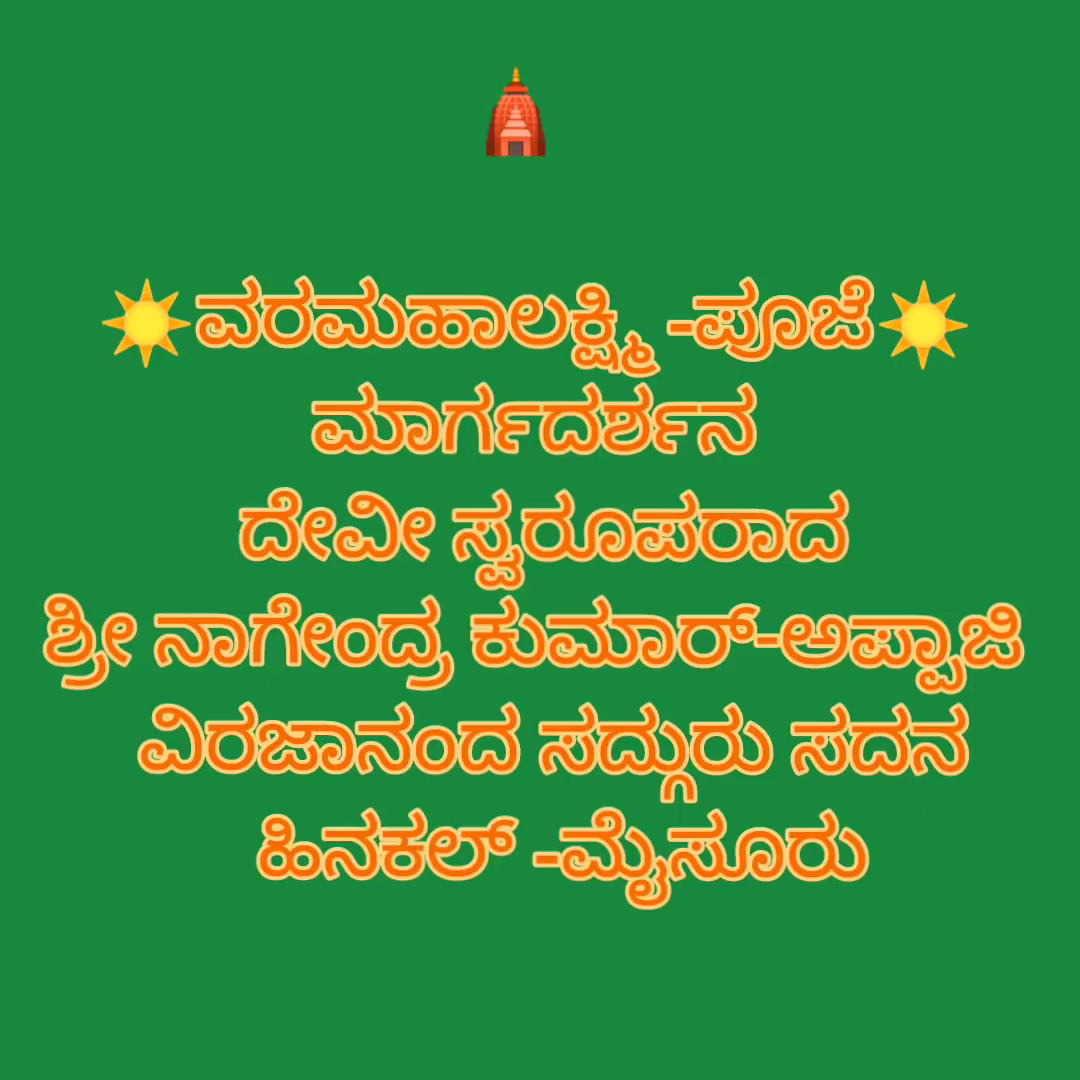 ವರಮಹಾಲಕ್ಷ್ಮಿ -ಪೂಜೆ
ಮಾರ್ಗದರ್ಶನ
ದೇವೀ ಸ್ವರೂಪರಾದ
ಶ್ರೀ ನಾಗೇಂದ್ರ ಕುಮಾರ್-ಅಪ್ಪಾಜಿ
ವಿರಜಾನಂದ ಸದ್ಗುರು ಸದನ
ಹಿನಕಲ್ -ಮೈಸೂರು